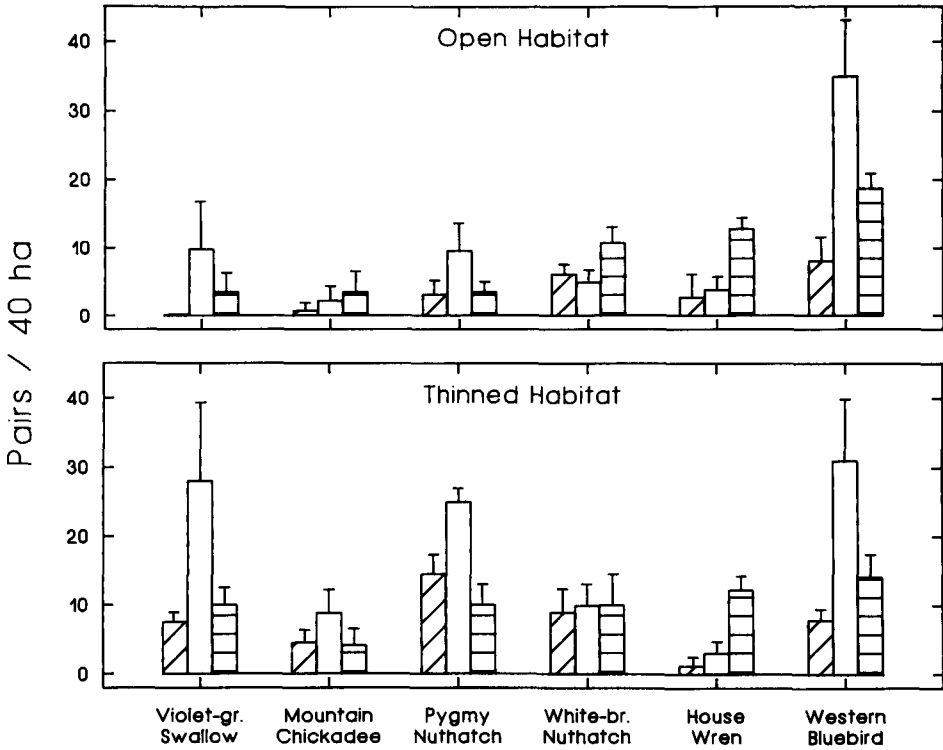 Open Habitat
40
30
20
10
0
Pairs / 40 ha
Thinned Habitat
40
30
20
10
0
Violet-gr. Swallow
Mountain Chickadee
Pygmy Nuthatch
White-br. Nuthatch
House Wren
Western Bluebird